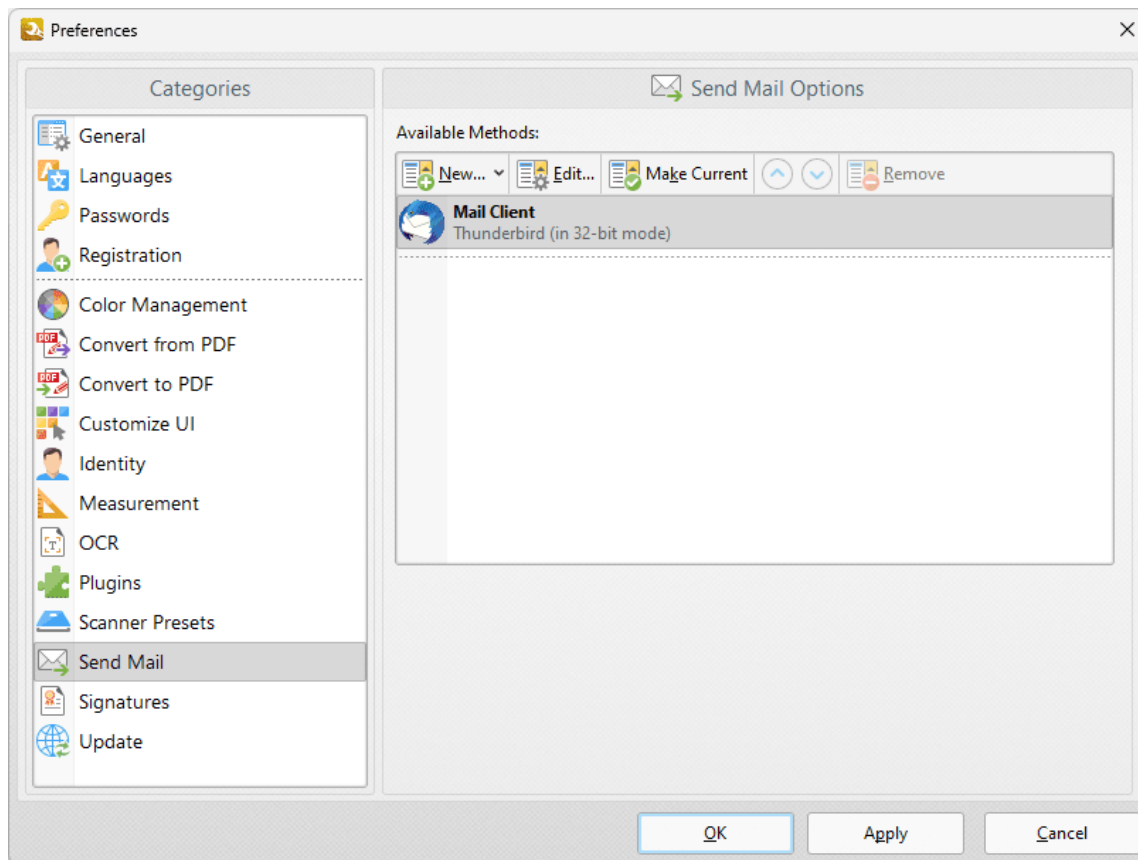 Preferences
Categories
General
Languages
Passwords
Registration
Color Management
Convert from PDF
Convert to PDF
Customize UI
Identity
Measurement
OCR
Plugins
Scanner Presets
Send Mail
Signatures
Update
Send Mail Options
Available Methods:
New... Edit... Make Current Remove
Mail Client
Thunderbird (in 32-bit mode)
OK Apply Cancel